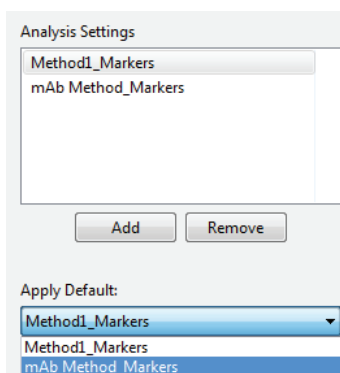 Analysis Settings
Method1_Markers
mAb Method_Markers
Add Remove
Apply Default:
Method1_Markers
Method1_Markers
mAb Method_Markers